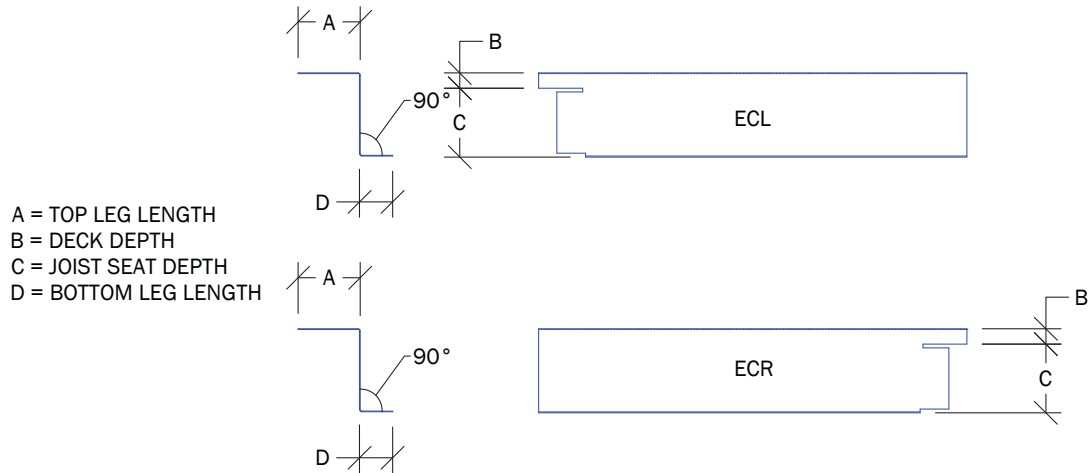 A
B
90°
C
ECL
D
A = TOP LEG LENGTH
B = DECK DEPTH
C = JOIST SEAT DEPTH
D = BOTTOM LEG LENGTH
A
B
90°
ECR
C
D